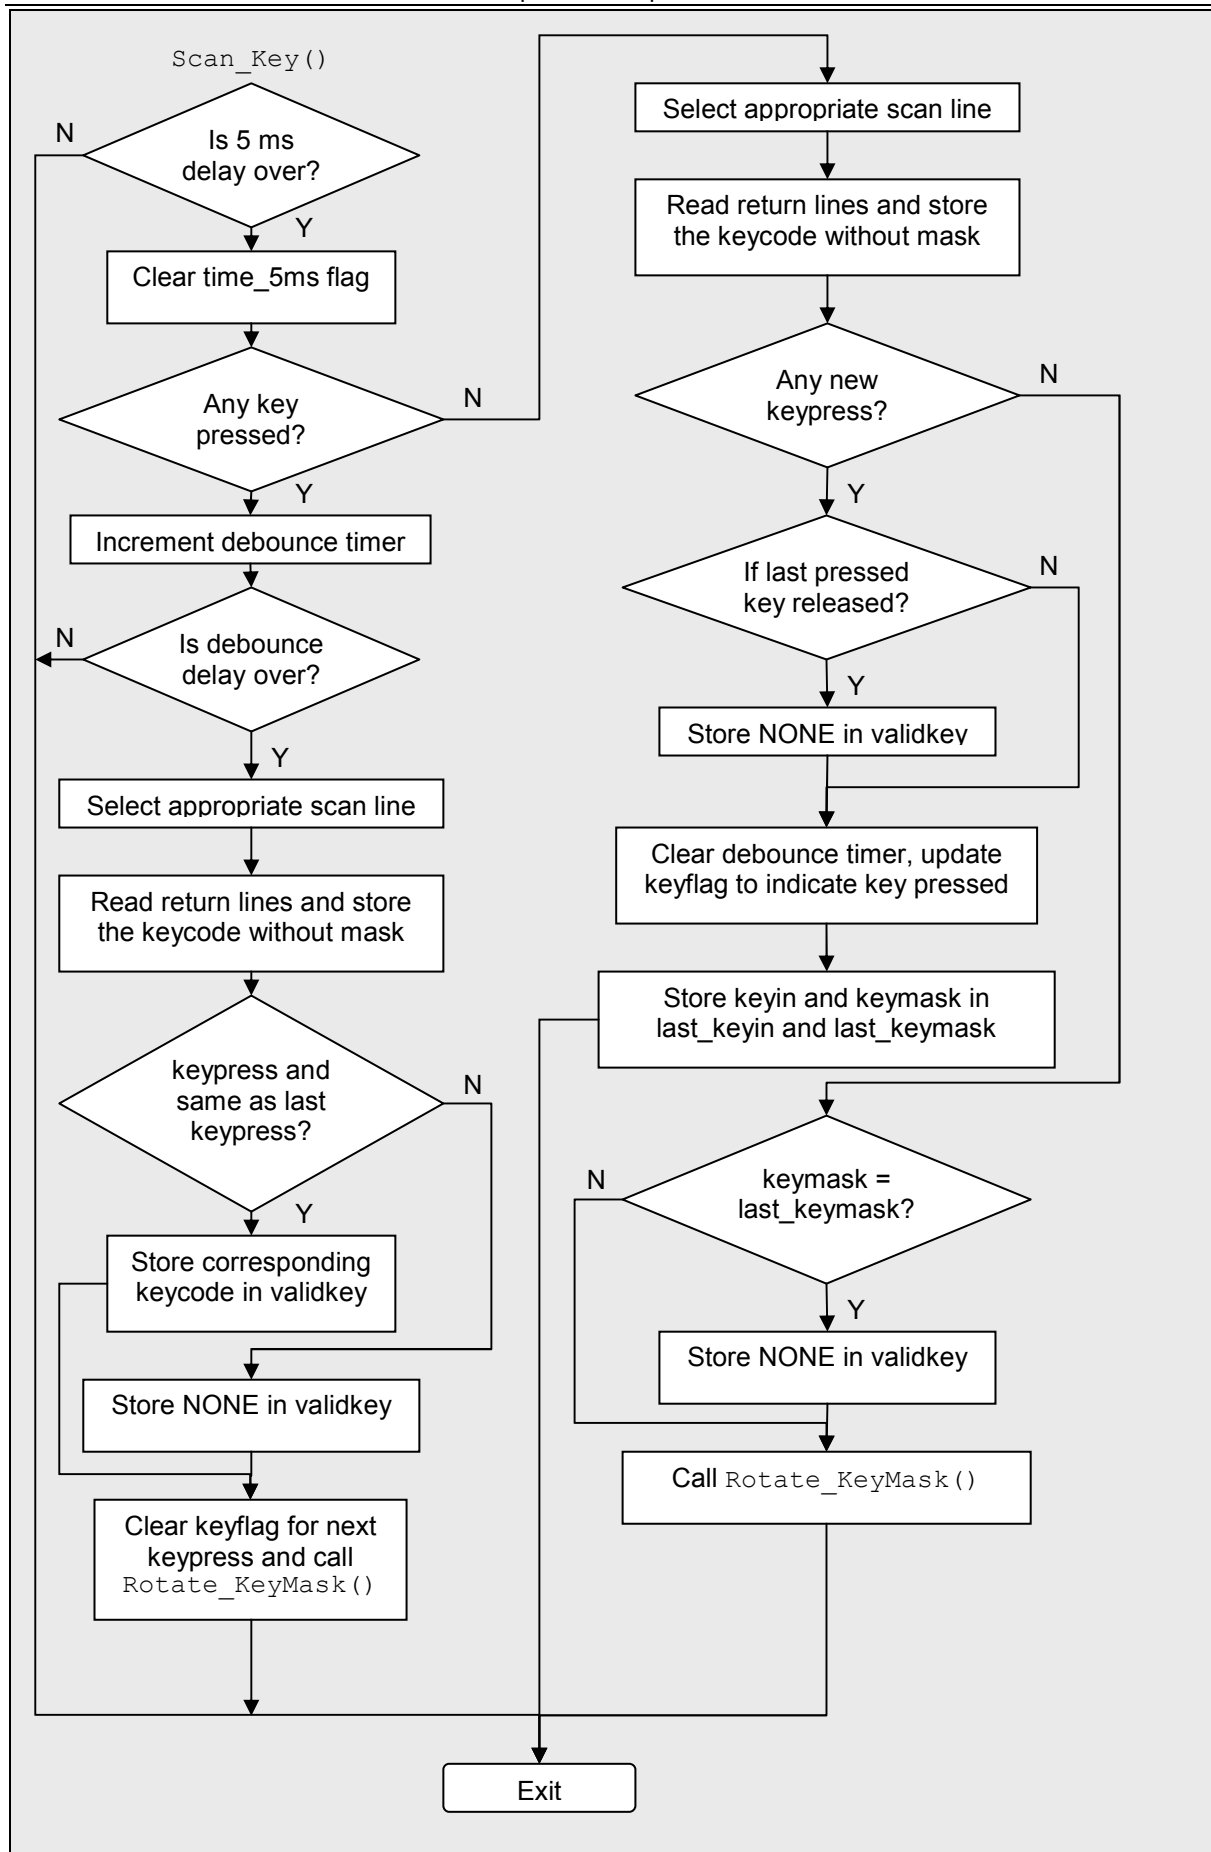 Scan_Key()
N
Is 5 ms
delay over?
Y
Clear time_5ms flag
Any key
pressed?
N
Y
Increment debounce timer
N
Is debounce
delay over?
Y
Select appropriate scan line
Read return lines and store
the keycode without mask
keypress and
same as last
keypress?
N
Y
Store corresponding
keycode in validkey
Store NONE in validkey
Clear keyflag for next
keypress and call
Rotate_KeyMask()
Select appropriate scan line
Read return lines and store
the keycode without mask
Any new
keypress?
N
Y
If last pressed
key released?
N
Y
Store NONE in validkey
Clear debounce timer, update
keyflag to indicate key pressed
Store keyin and keymask in
last_keyin and last_keymask
N
keymask =
last_keymask?
Y
Store NONE in validkey
Call Rotate_KeyMask()
Exit